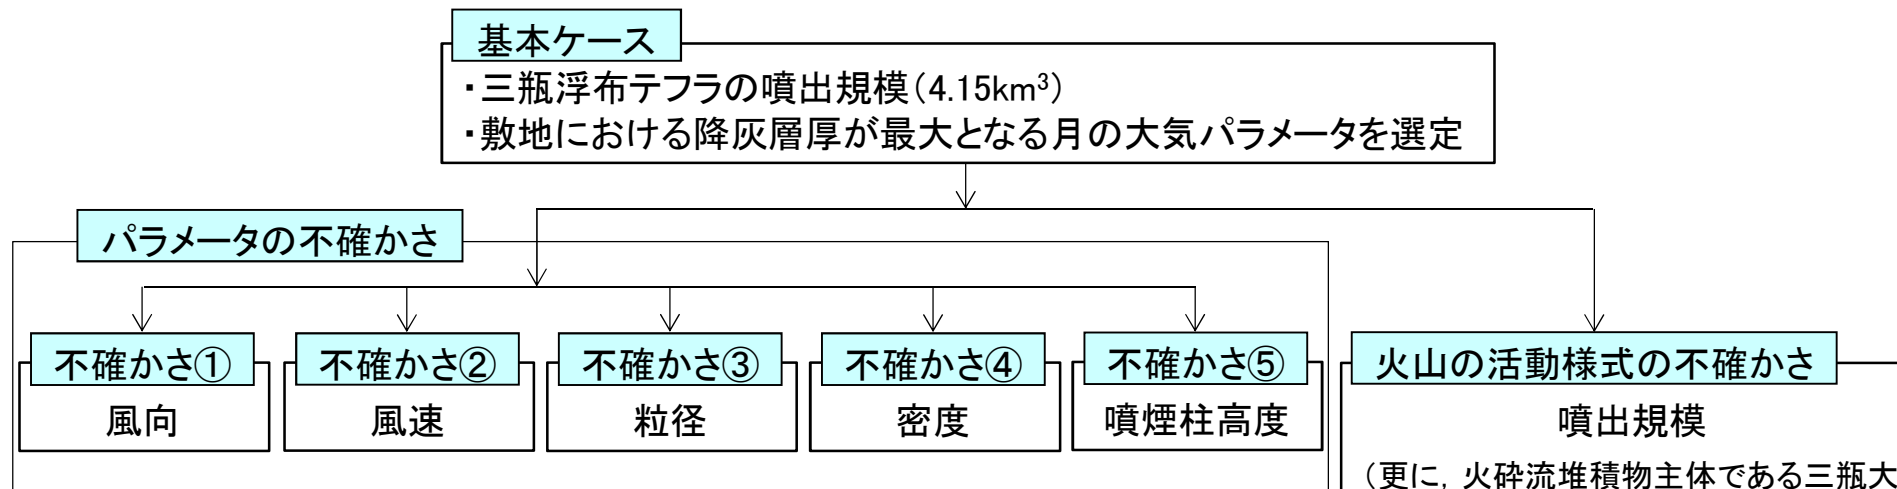 基本ケース
・三瓶浮布テフラの噴出規模（4.15km³）
・敷地における降灰層厚が最大となる月の大気パラメータを選定
パラメータの不確かさ
不確かさ①
風向
不確かさ②
風速
不確かさ③
粒径
不確かさ④
密度
不確かさ⑤
噴煙柱高度
火山の活動様式の不確かさ
噴出規模
（更に，火砕流堆積物主体である三瓶大